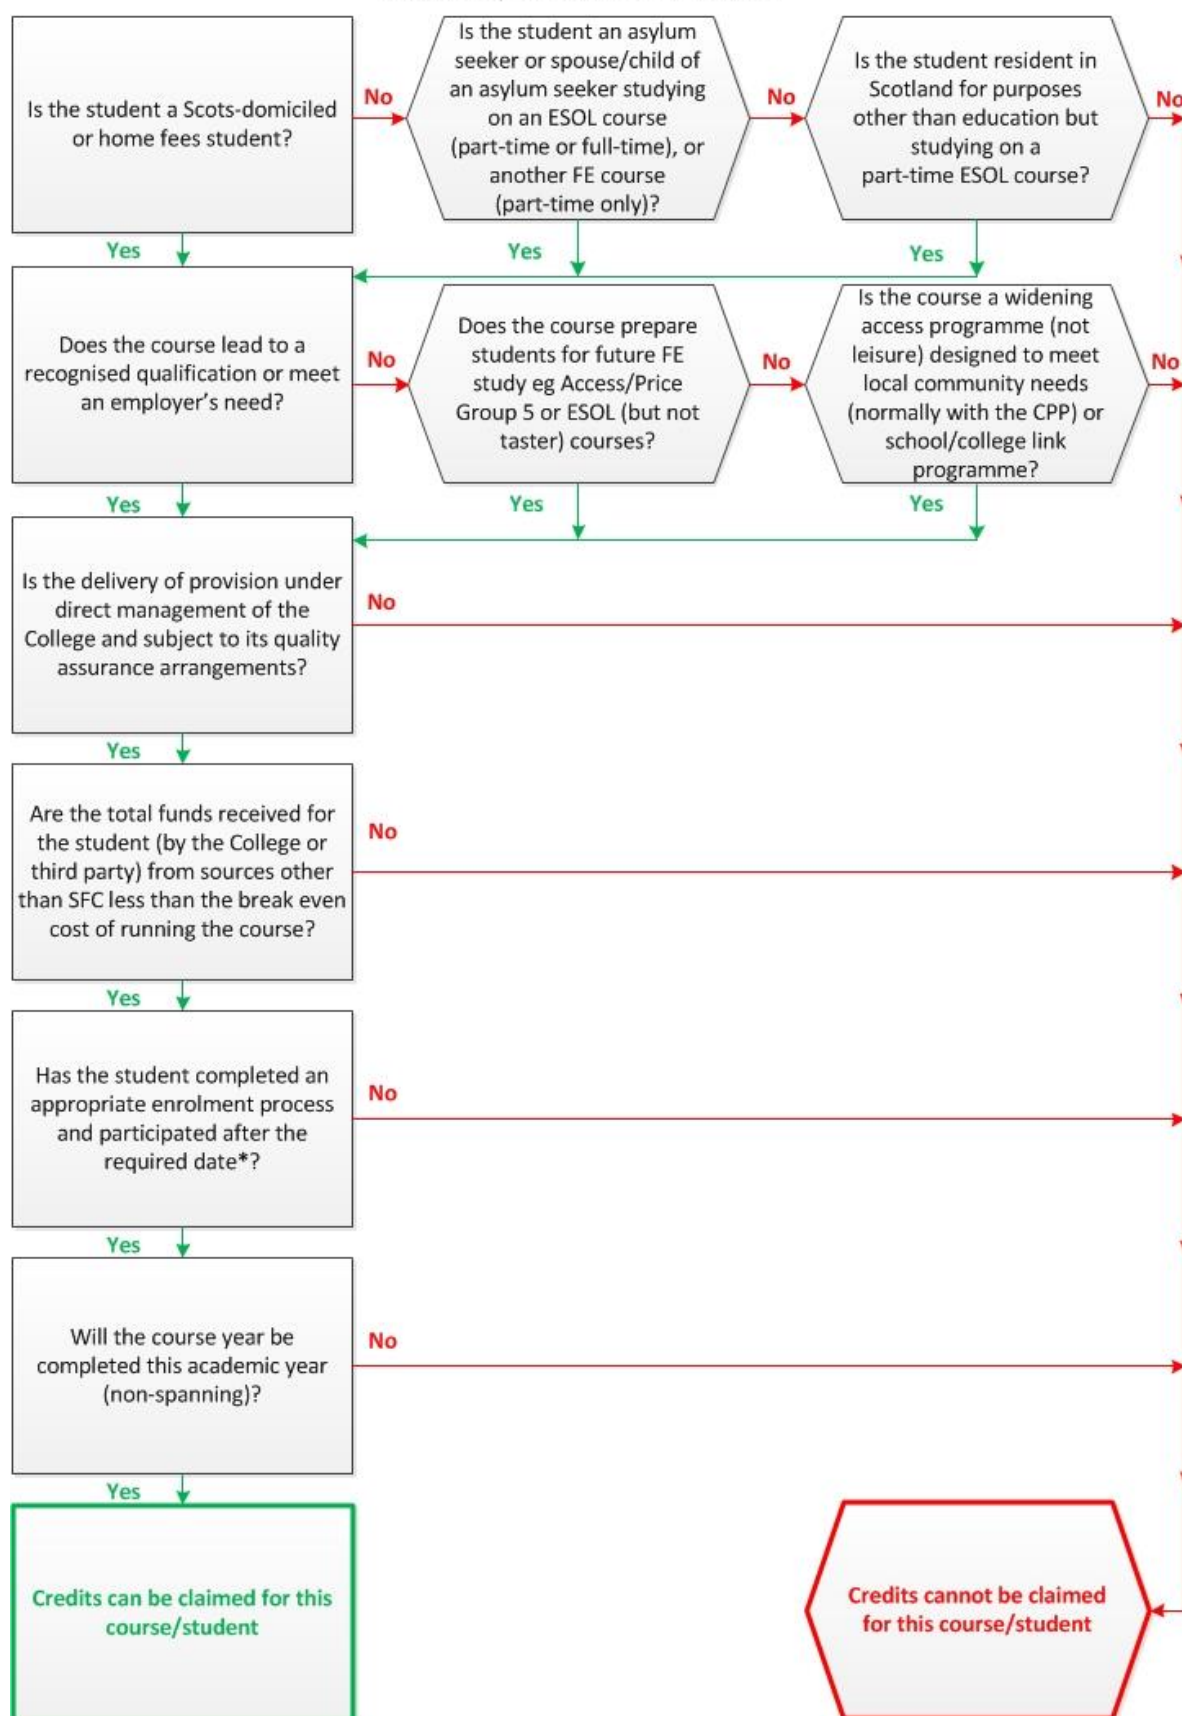 Is the student a Scots-domiciled
or home fees student?
No
Is the student an asylum
seeker or spouse/child of
an asylum seeker studying
on an ESOL course
(part-time or full-time), or
another FE course
(part-time only)?
No
Is the student resident in
Scotland for purposes
other than education but
studying on a
part-time ESOL course?
No
Yes
Yes
Yes
Does the course lead to a
recognised qualification or meet
an employer's need?
No
Does the course prepare
students for future FE
study eg Access/Price
Group 5 or ESOL (but not
taster) courses?
No
Is the course a widening
access programme (not
leisure) designed to meet
local community needs
(normally with the CPP) or
school/college link
programme?
No
Yes
Yes
Yes
Is the delivery of provision under
direct management of the
College and subject to its quality
assurance arrangements?
No
Yes
Are the total funds received for
the student (by the College or
third party) from sources other
than SFC less than the break even
cost of running the course?
No
Yes
Has the student completed an
appropriate enrolment process
and participated after the
required date*?
No
Yes
Will the course year be
completed this academic year
(non-spanning)?
No
Yes
Credits can be claimed for this
course/student
Credits cannot be claimed
for this course/student